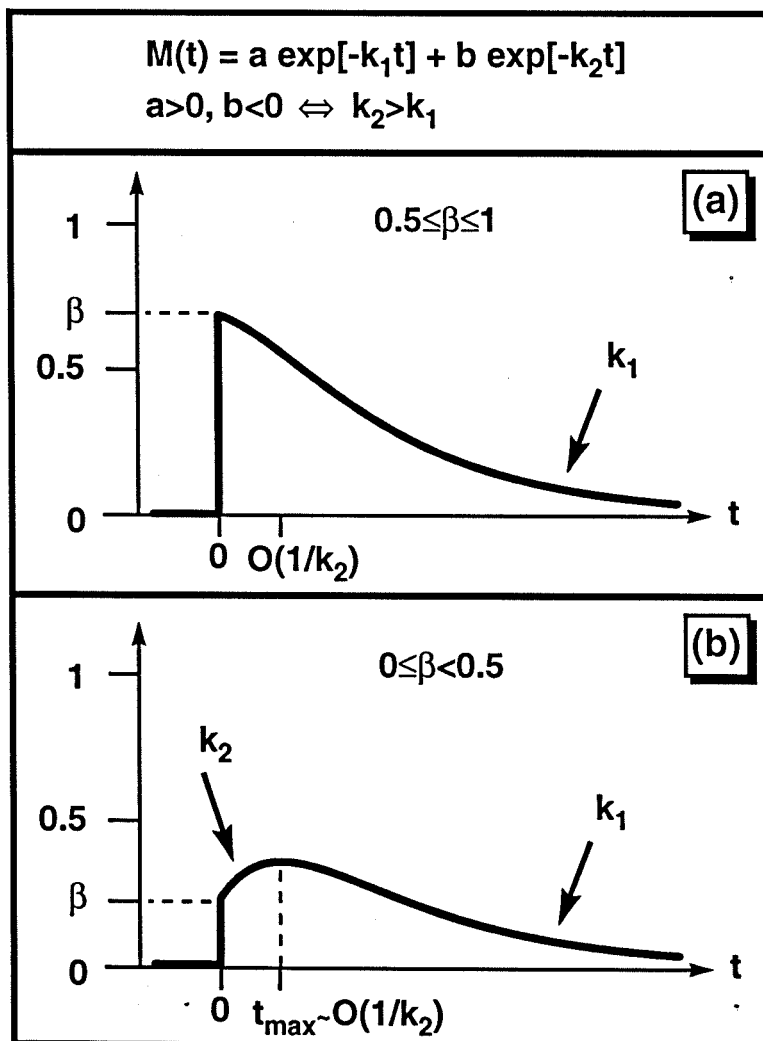 M(t) = a exp[-k₁t] + b exp[-k₂t]
a>0, b<0 ⇔ k₂>k₁
(a)
0.5≤β≤1
1
β
0.5
0
k₁
t
0 O(1/k₂)
(b)
0≤β<0.5
1
k₂
0.5
k₁
β
0
t
0 tₘₐₓ~O(1/k₂)